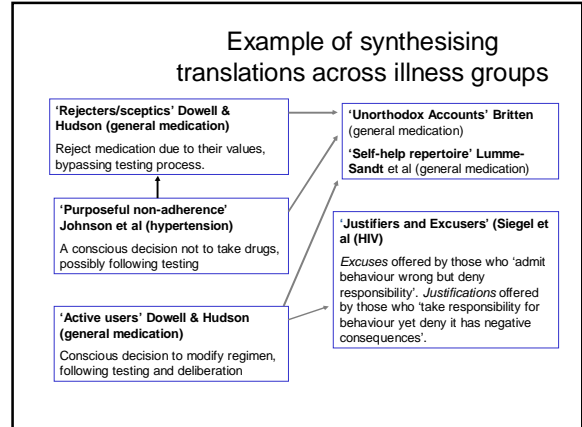 Example of synthesising
translations across illness groups
‘Rejecters/sceptics’ Dowell &
Hudson (general medication)
Reject medication due to their values,
bypassing testing process.
‘Purposeful non-adherence’
Johnson et al (hypertension)
A conscious decision not to take drugs,
possibly following testing
‘Active users’ Dowell & Hudson
(general medication)
Conscious decision to modify regimen,
following testing and deliberation
‘Unorthodox Accounts’ Britten
(general medication)
‘Self-help repertoire’ Lumme-
Sandt et al (general medication)
‘Justifiers and Excusers’ (Siegel et
al (HIV)
Excuses offered by those who ‘admit
behaviour wrong but deny
responsibility’. Justifications offered
by those who ‘take responsibility for
behaviour yet deny it has negative
consequences’.